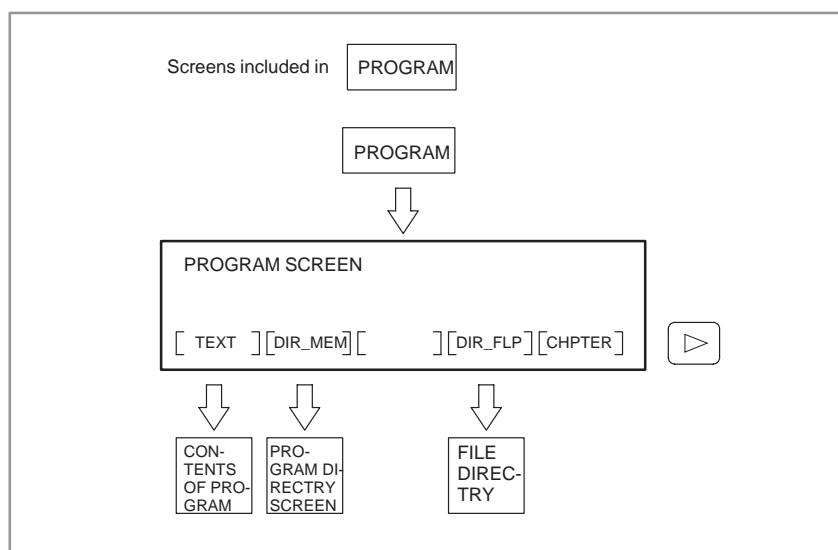 Screens included in PROGRAM
PROGRAM
PROGRAM SCREEN
[ TEXT ] [DIR_MEM] [ ] [DIR_FLP] [CHPTER]
CON-
TENTS
OF PRO-
GRAM
PRO-
GRAM DI-
RECTRY
SCREEN
FILE
DIREC-
TRY